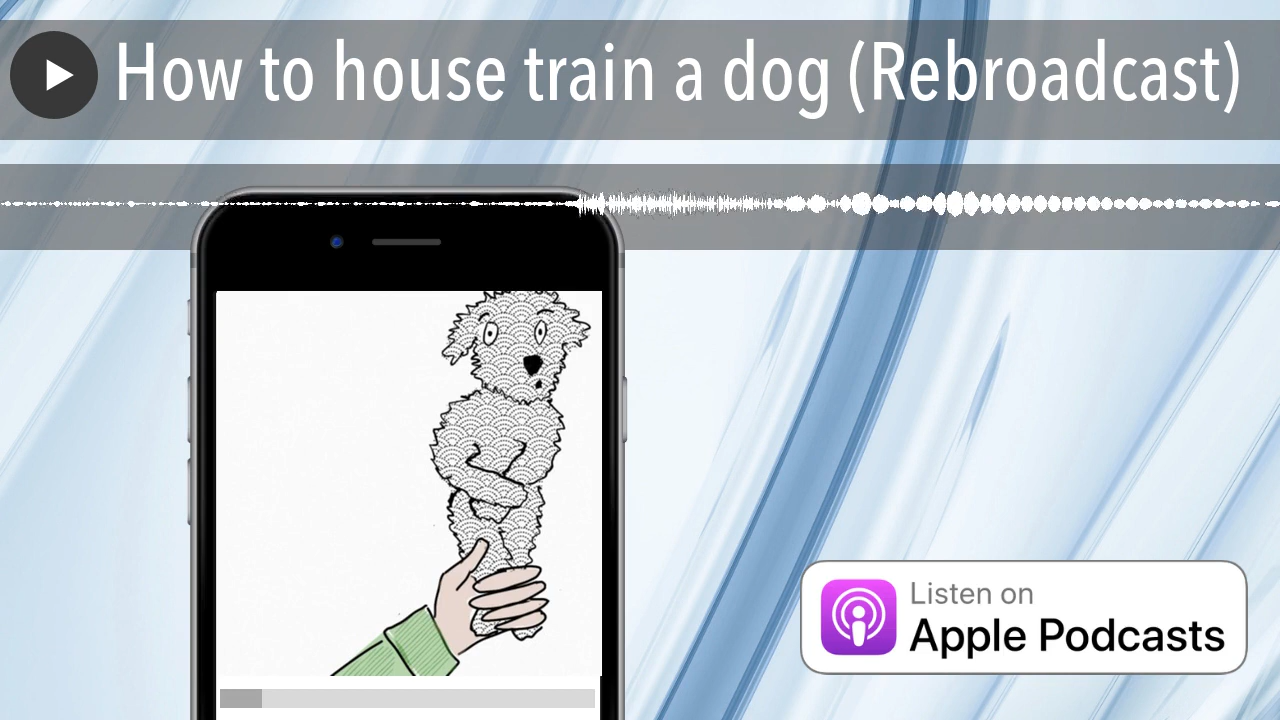 How to house train a dog (Rebroadcast)
Listen on
Apple Podcasts